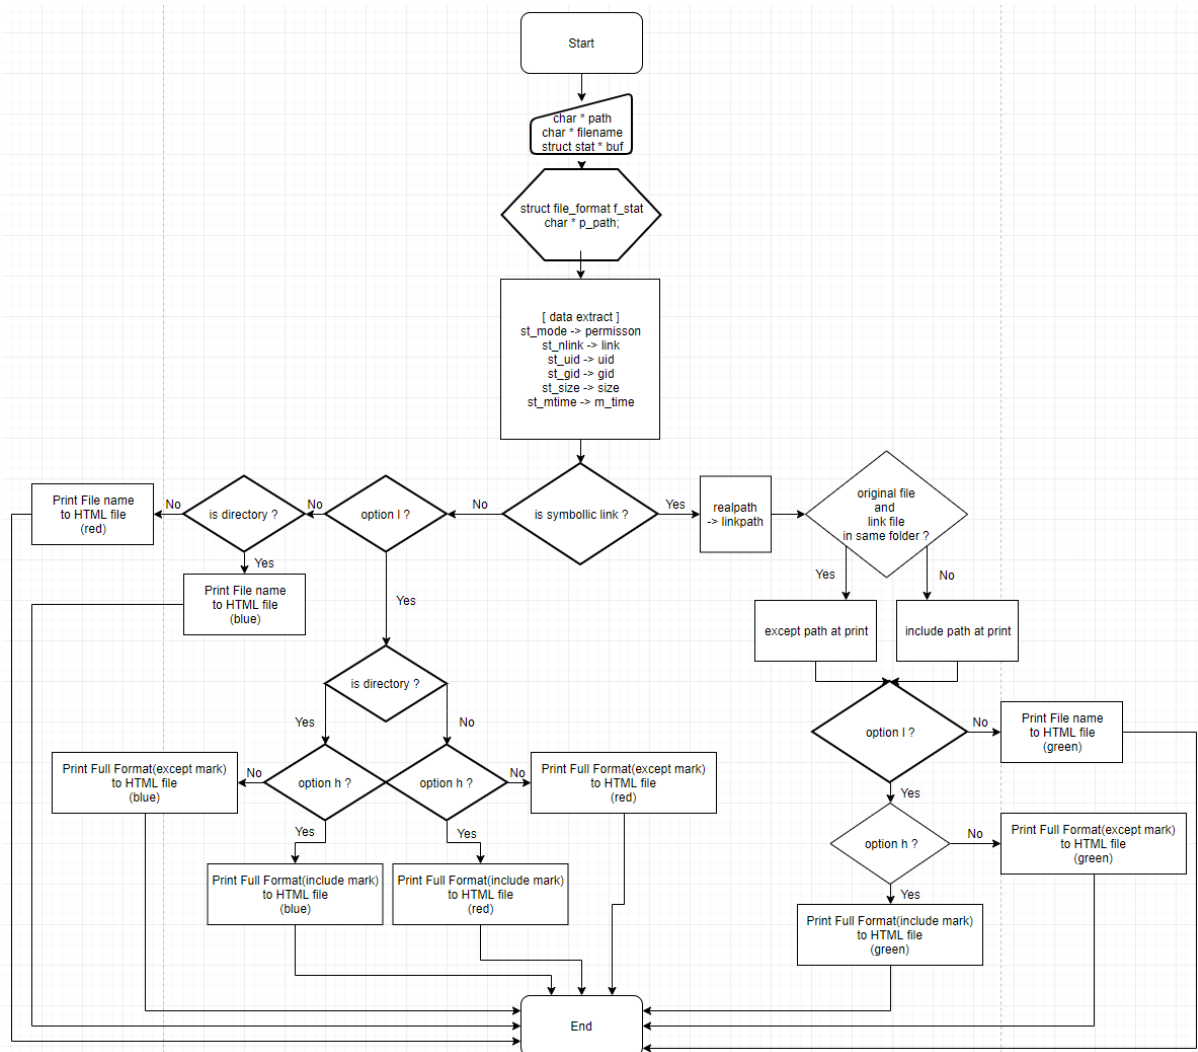 Start
char * path
char * filename
struct stat * buf
struct file_format f_stat
char * p_path;
[ data extract ]
st_mode -> permisson
st_nlink -> link
st_uid -> uid
st_gid -> gid
st_size -> size
st_mtime -> m_time
is symbollic link ?
No
Yes
option l ?
No
Yes
is directory ?
No
Yes
Print File name
to HTML file
(red)
Print File name
to HTML file
(blue)
is directory ?
Yes
No
option h ?
No
Yes
Print Full Format(except mark)
to HTML file
(blue)
Print Full Format(include mark)
to HTML file
(blue)
option h ?
No
Yes
Print Full Format(except mark)
to HTML file
(red)
Print Full Format(include mark)
to HTML file
(red)
realpath
-> linkpath
original file
and
link file
in same folder ?
Yes
No
except path at print
include path at print
option l ?
No
Yes
Print File name
to HTML file
(green)
option h ?
No
Yes
Print Full Format(except mark)
to HTML file
(green)
Print Full Format(include mark)
to HTML file
(green)
End